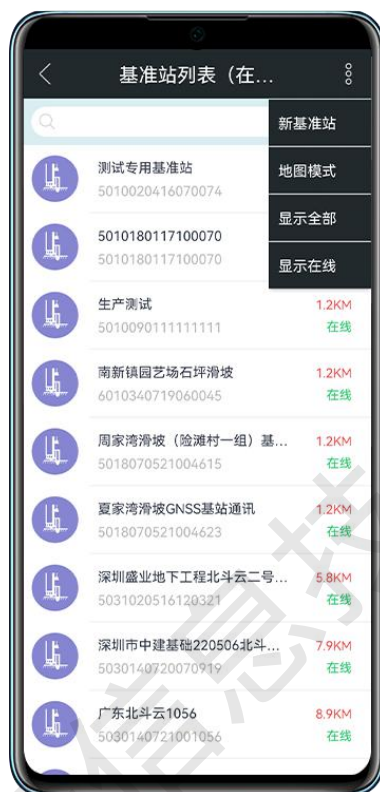 基准站列表（在...
新基准站
地图模式
显示全部
显示在线
测试专用基准站
5010020416070074
5010180117100070
5010180117100070
生产测试
1.2KM
5010090111111111
在线
南新镇园艺场石坪滑坡
1.2KM
6010340719060045
在线
周家湾滑坡（险滩村一组）基...
1.2KM
5018070521004615
在线
夏家湾滑坡GNSS基站通讯
1.2KM
5018070521004623
在线
深圳盛业地下工程北斗云二号...
5.8KM
5031020516120321
在线
深圳市中建基础220506北斗...
7.9KM
5030140720070919
在线
广东北斗云1056
8.9KM
5030140721001056
在线
信息技